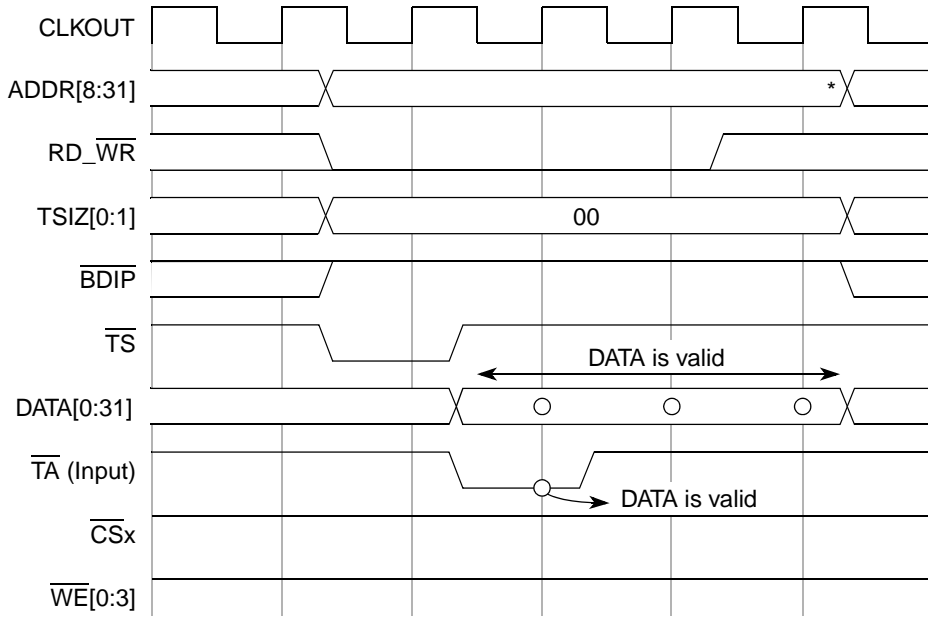 CLKOUT
ADDR[8:31]
*
RD_WR
TSIZ[0:1]
00
BDIP
TS
DATA is valid
DATA[0:31]
TA (Input)
DATA is valid
CSx
WE[0:3]